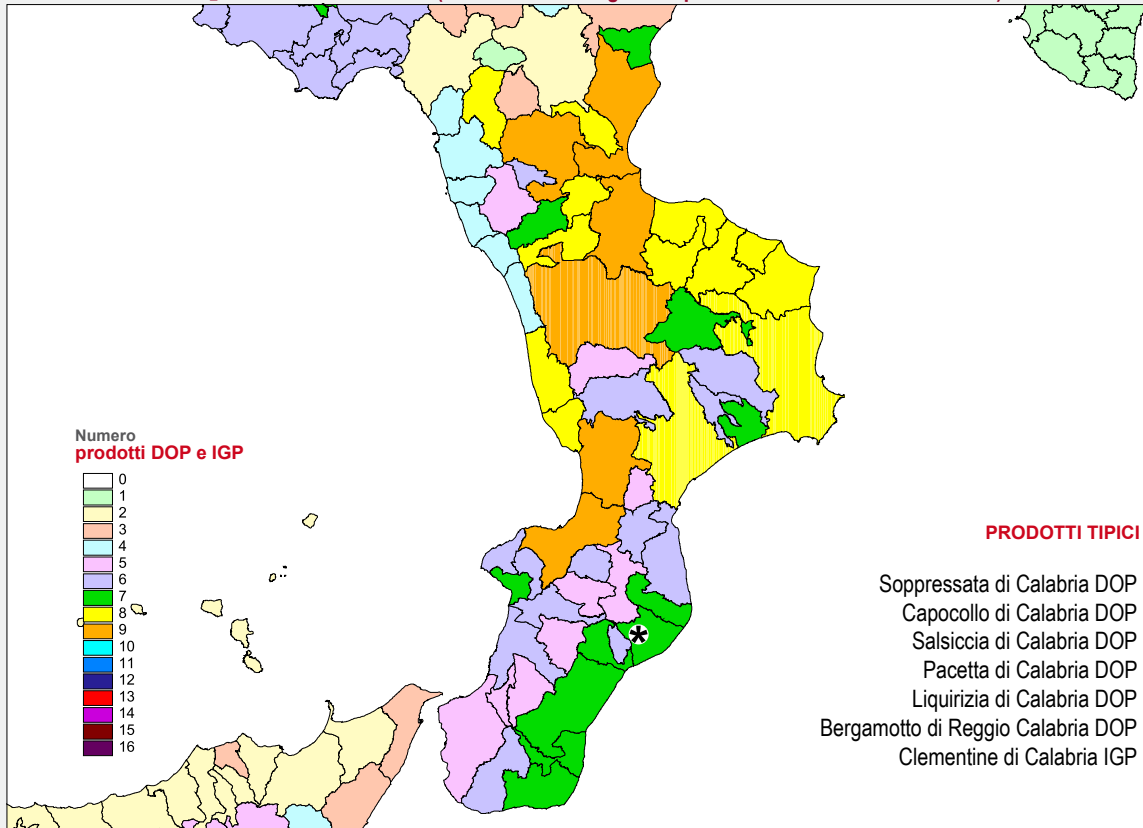 Numero
prodotti DOP e IGP
0
1
2
3
4
5
6
7
8
9
10
11
12
13
14
15
16
*
PRODOTTI TIPICI
Soppressata di Calabria DOP
Capocollo di Calabria DOP
Salsiccia di Calabria DOP
Pacetta di Calabria DOP
Liquirizia di Calabria DOP
Bergamotto di Reggio Calabria DOP
Clementine di Calabria IGP